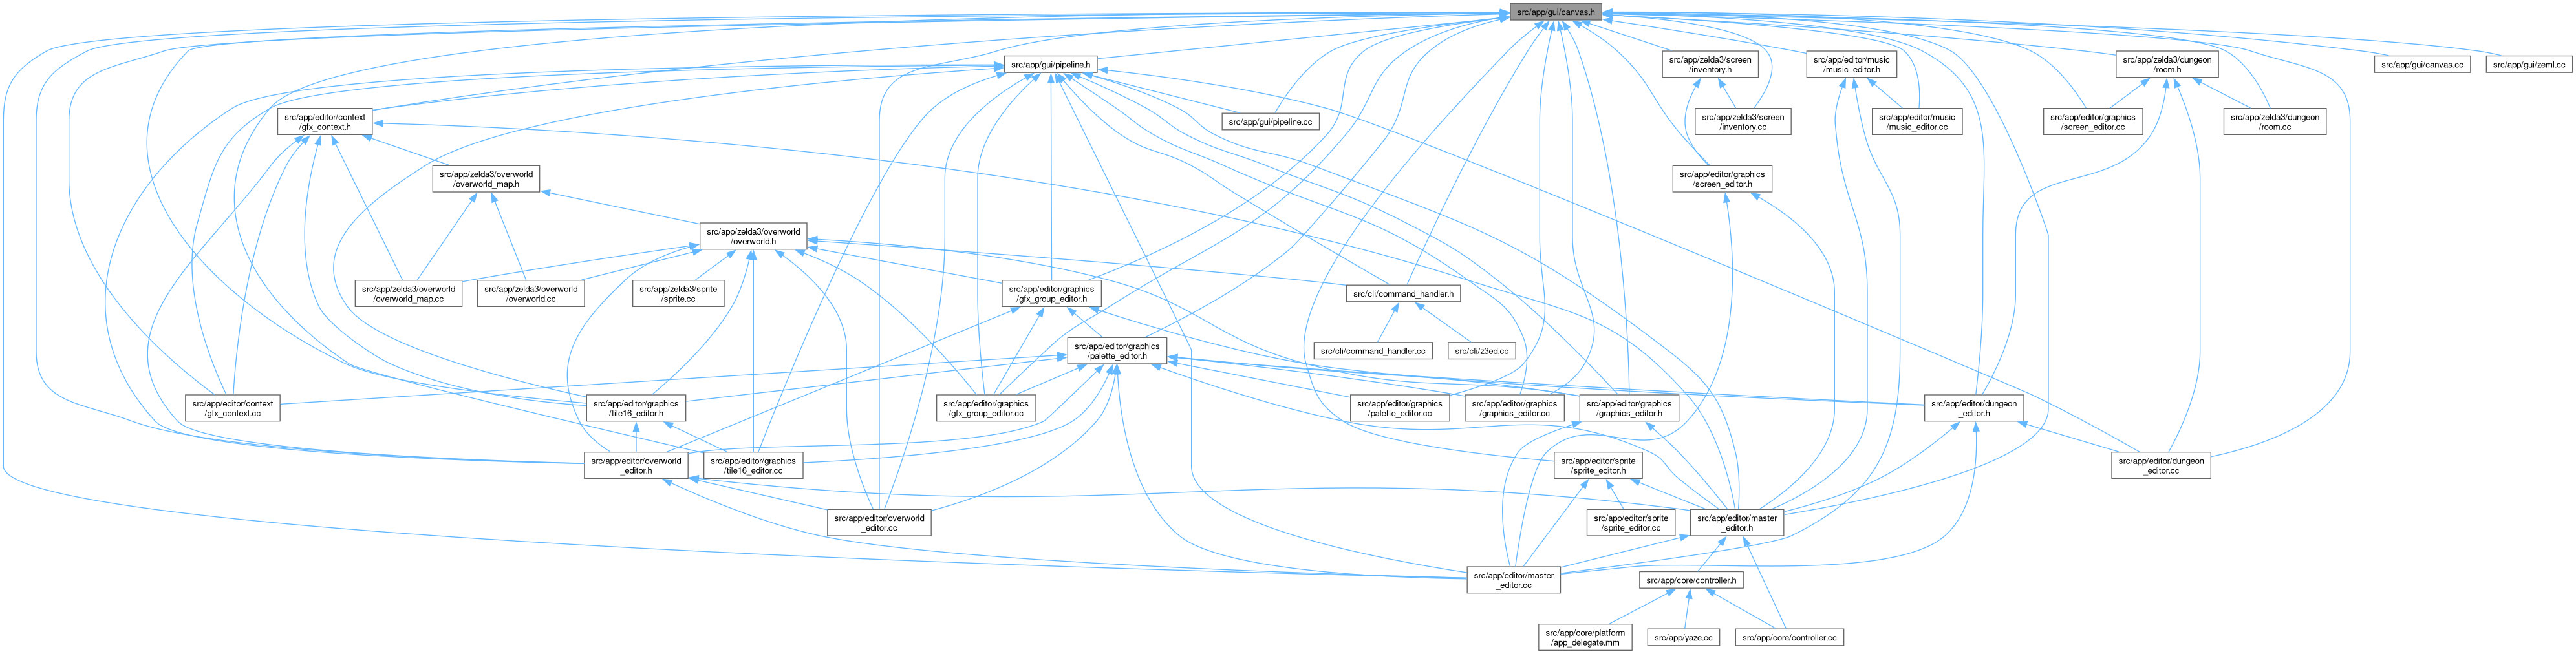 src/app/gui/canvas.h
src/app/gui/pipeline.h
src/app/zelda3/screen
/inventory.h
src/app/editor/music
/music_editor.h
src/app/zelda3/dungeon
/room.h
src/app/gui/canvas.cc
src/app/gui/zeml.cc
src/app/editor/context
/gfx_context.h
src/app/gui/pipeline.cc
src/app/zelda3/screen
/inventory.cc
src/app/editor/music
/music_editor.cc
src/app/editor/graphics
/screen_editor.cc
src/app/zelda3/dungeon
/room.cc
src/app/zelda3/overworld
/overworld_map.h
src/app/editor/graphics
/screen_editor.h
src/app/zelda3/overworld
/overworld.h
src/app/zelda3/overworld
/overworld_map.cc
src/app/zelda3/overworld
/overworld.cc
src/app/zelda3/sprite
/sprite.cc
src/app/editor/graphics
/gfx_group_editor.h
src/cli/command_handler.h
src/app/editor/graphics
/palette_editor.h
src/cli/command_handler.cc
src/cli/z3ed.cc
src/app/editor/context
/gfx_context.cc
src/app/editor/graphics
/tile16_editor.h
src/app/editor/graphics
/gfx_group_editor.cc
src/app/editor/graphics
/palette_editor.cc
src/app/editor/graphics
/graphics_editor.cc
src/app/editor/graphics
/graphics_editor.h
src/app/editor/dungeon
_editor.h
src/app/editor/overworld
_editor.h
src/app/editor/graphics
/tile16_editor.cc
src/app/editor/sprite
/sprite_editor.h
src/app/editor/dungeon
_editor.cc
src/app/editor/overworld
_editor.cc
src/app/editor/sprite
/sprite_editor.cc
src/app/editor/master
_editor.h
src/app/editor/master
_editor.cc
src/app/core/controller.h
src/app/core/platform
/app_delegate.mm
src/app/yaze.cc
src/app/core/controller.cc